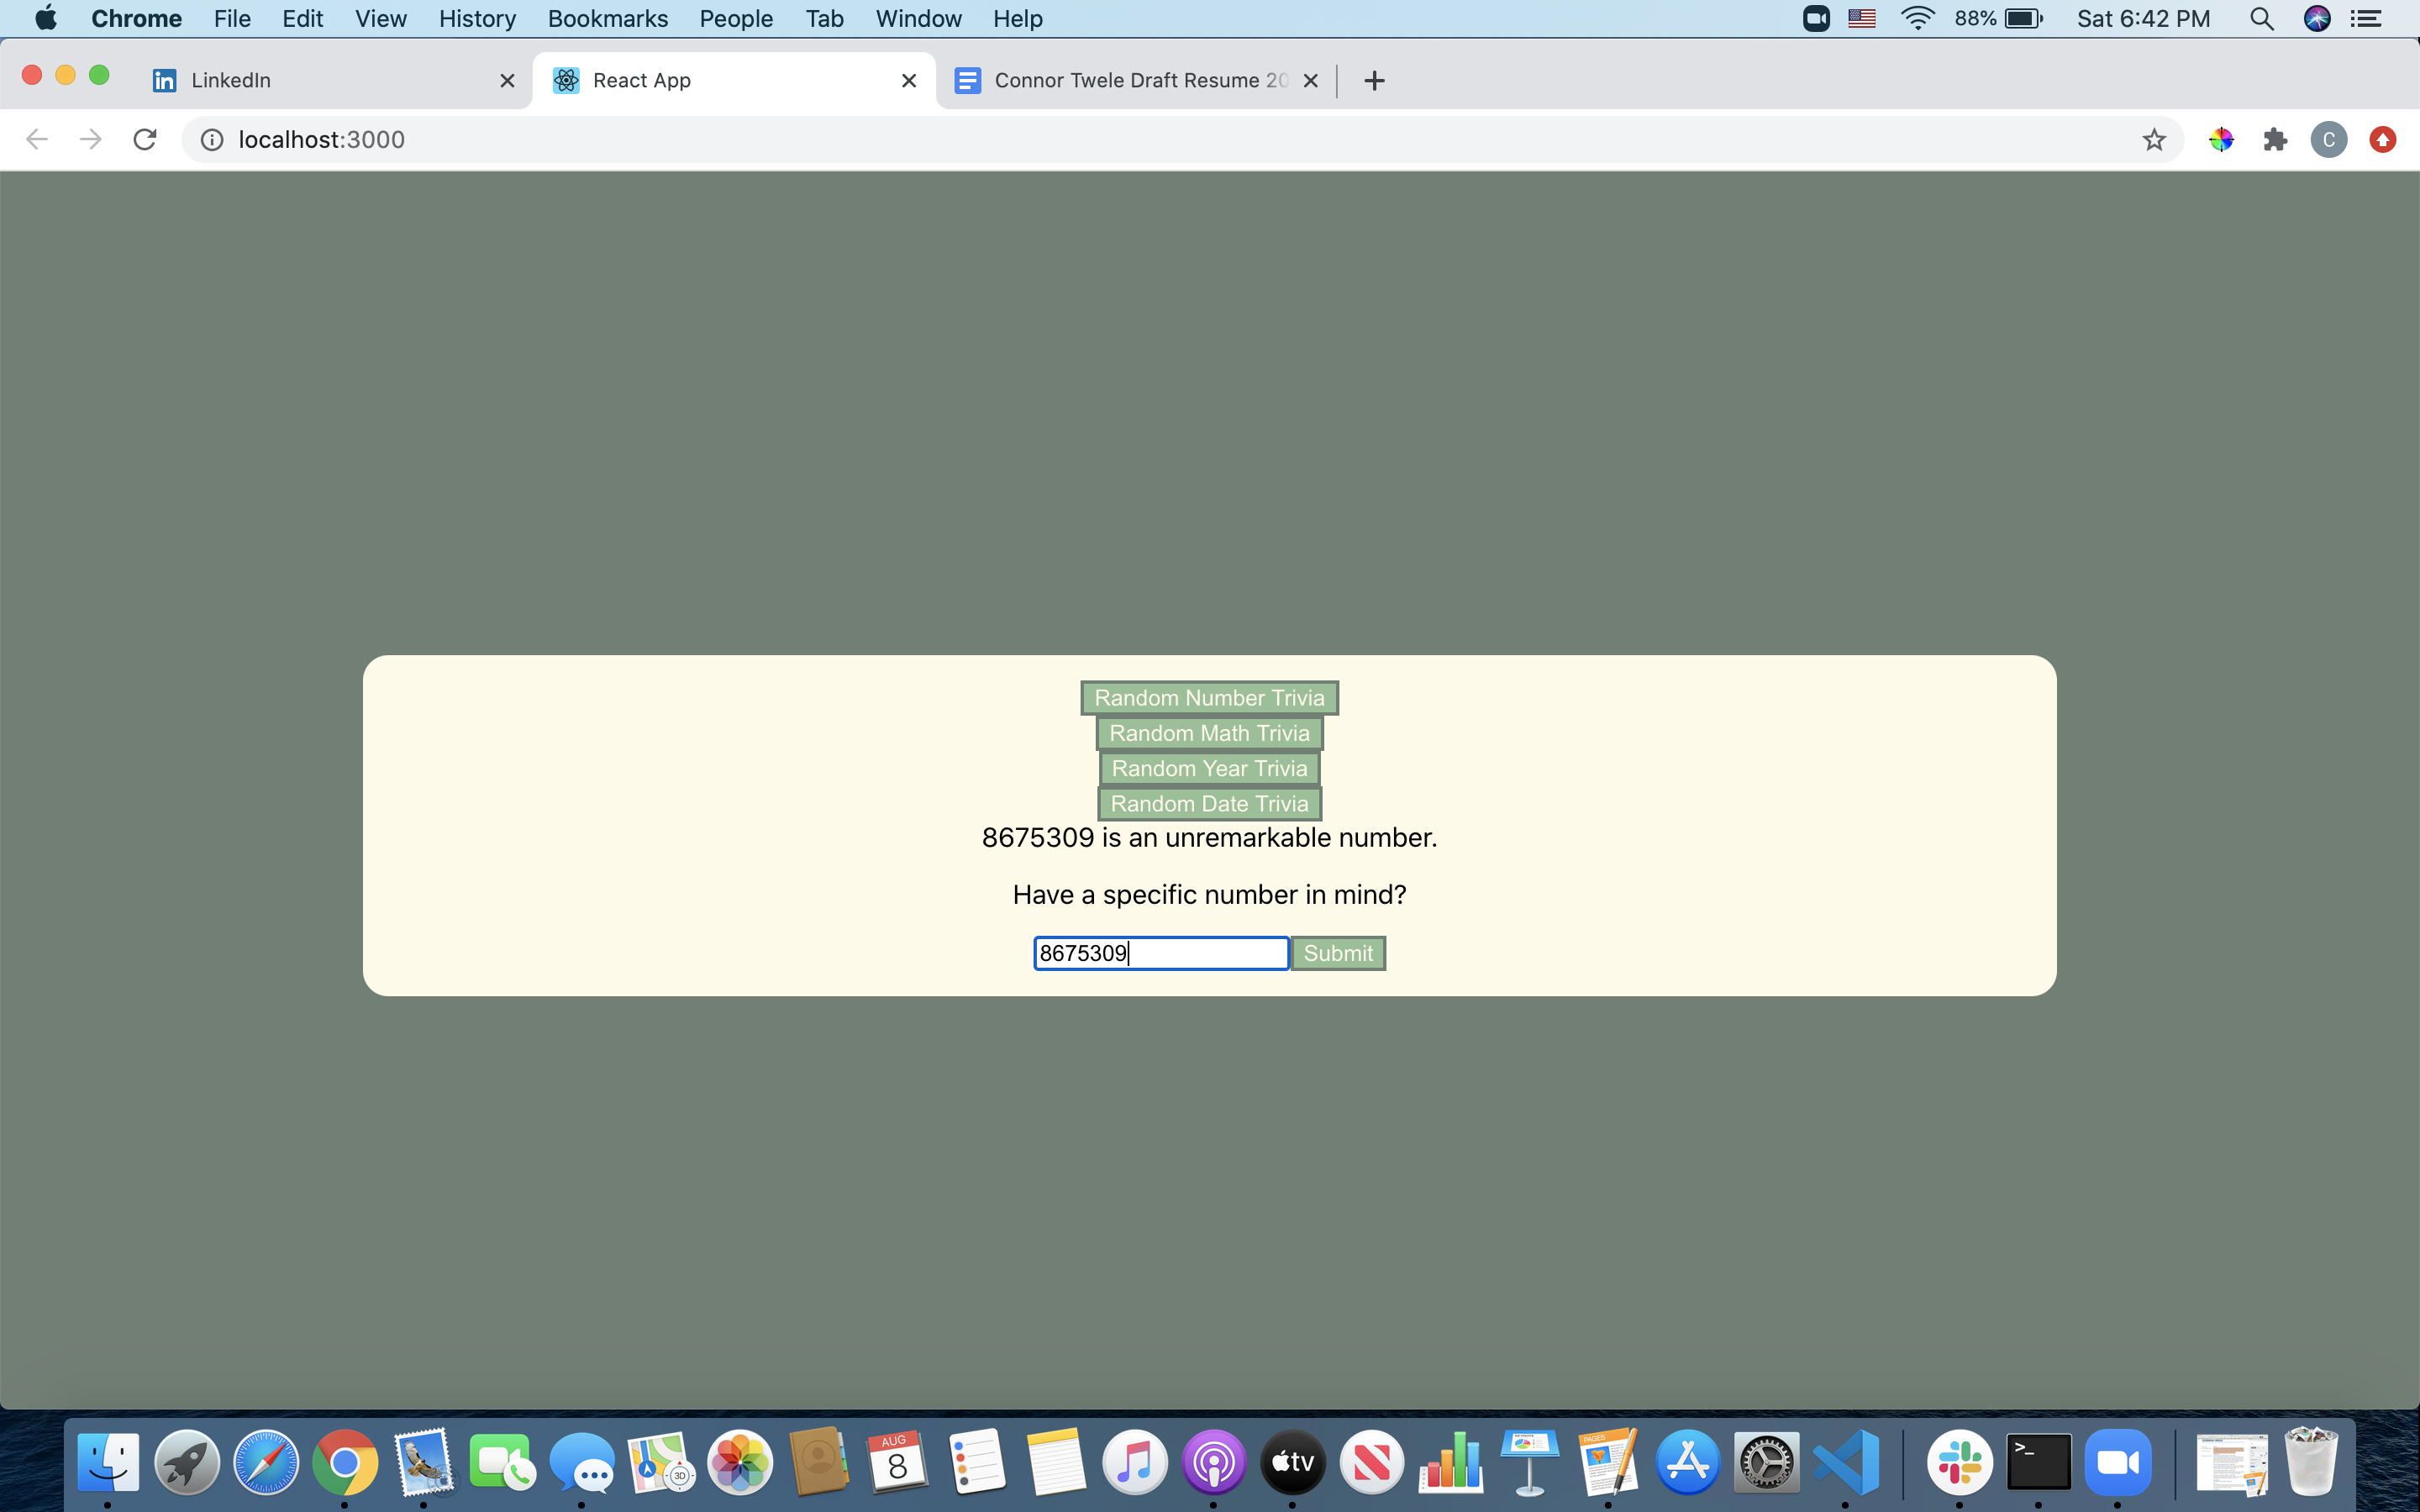 Chrome File Edit View History Bookmarks People Tab Window Help 88% Sat 6:42 PM
LinkedIn React App Connor Twele Draft Resume 20
localhost:3000 C
Random Number Trivia
Random Math Trivia
Random Year Trivia
Random Date Trivia
8675309 is an unremarkable number.
Have a specific number in mind?
8675309 Submit
3D AUG 8 tv PAGES >_